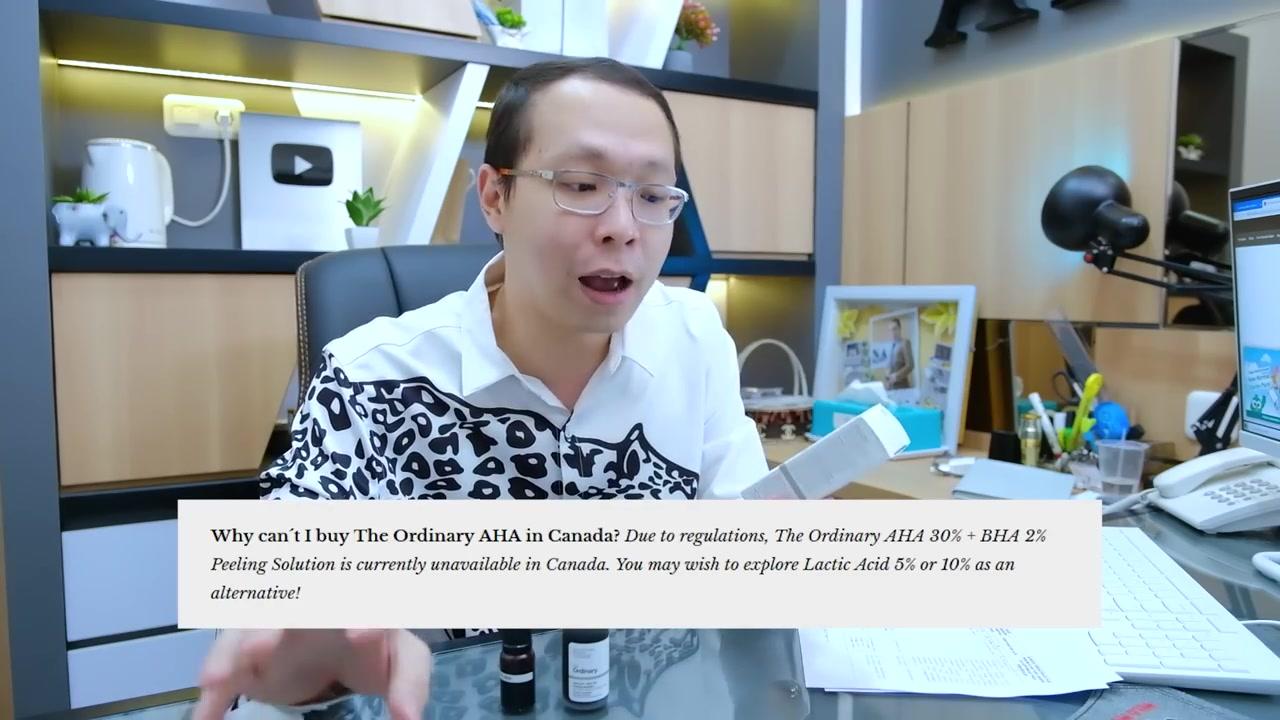 Why can´t I buy The Ordinary AHA in Canada? Due to regulations, The Ordinary AHA 30% + BHA 2%
Peeling Solution is currently unavailable in Canada. You may wish to explore Lactic Acid 5% or 10% as an
alternative!
Ordinary